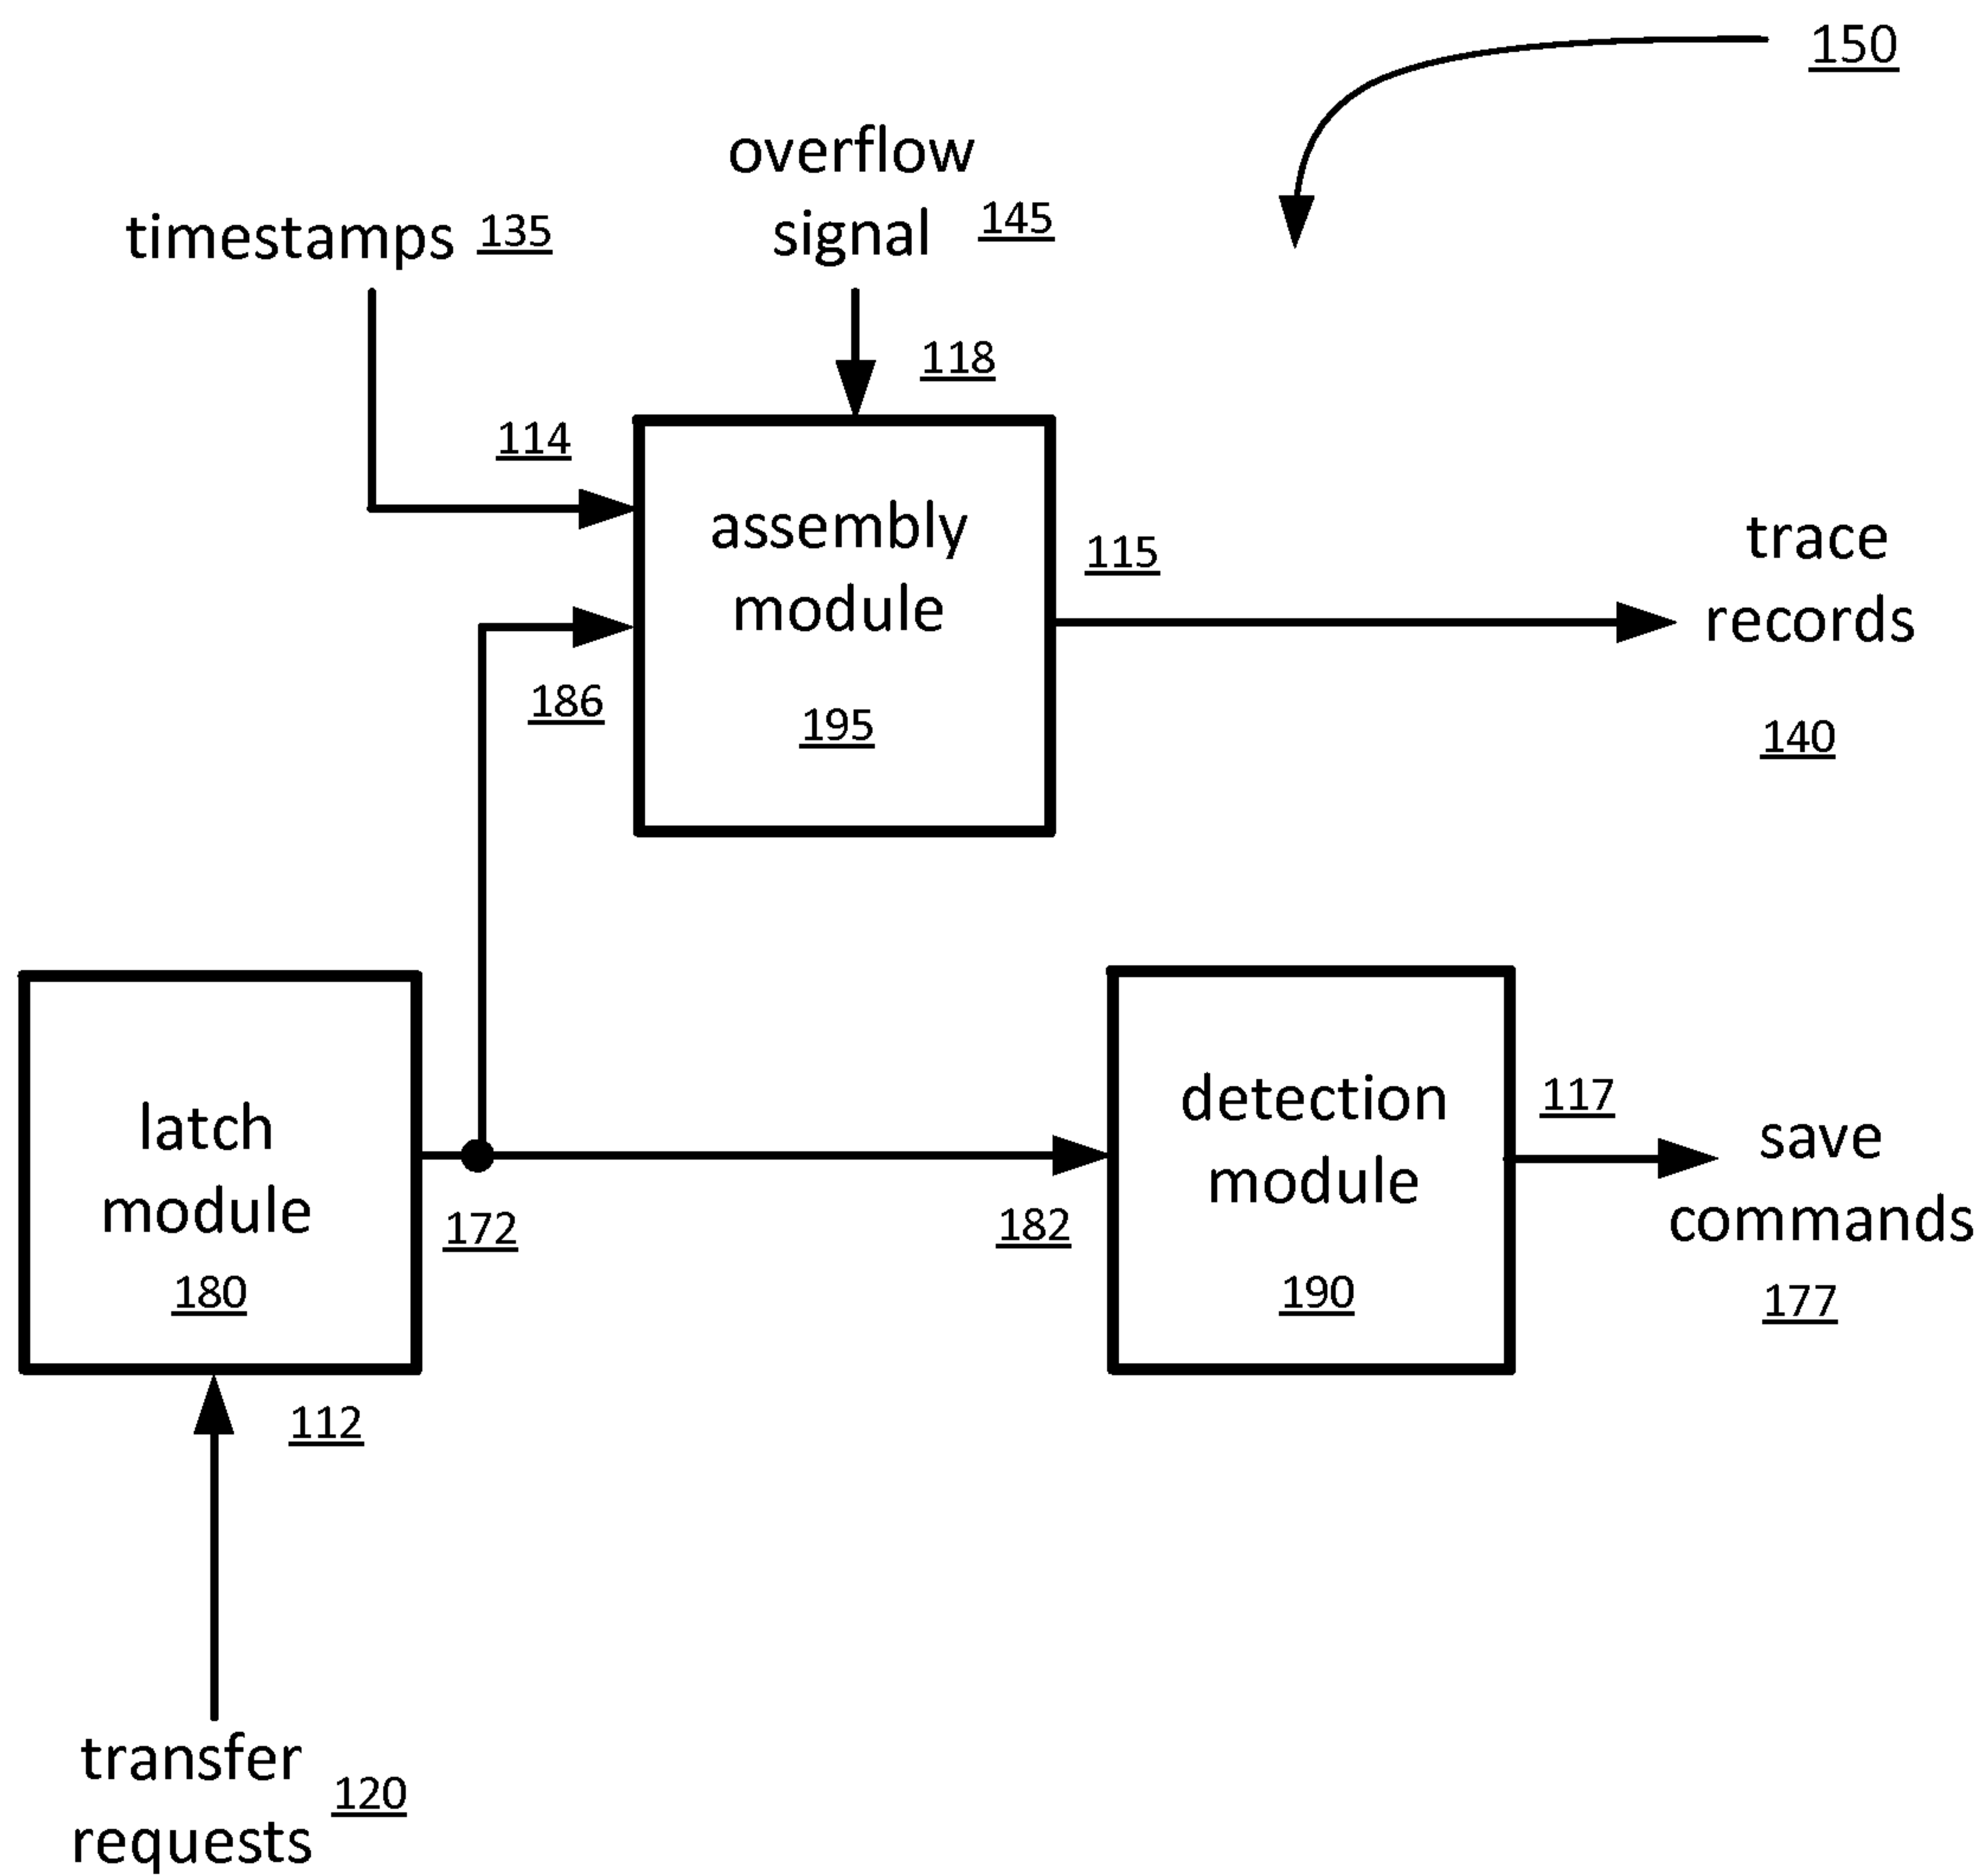 150
overflow
signal 145
timestamps 135
118
114
assembly
module
195
115
trace
records
140
186
latch
module
180
172
detection
module
190
182
117
save
commands
177
112
transfer
requests 120